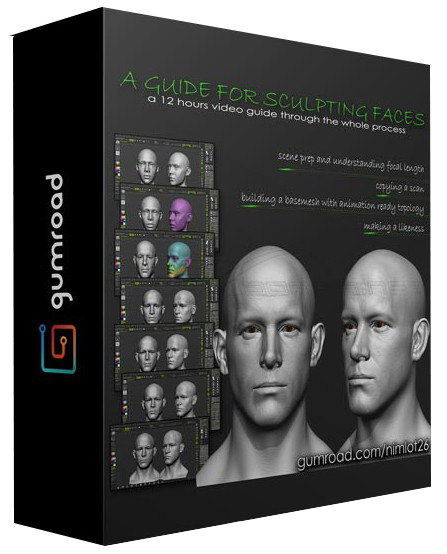 A GUIDE FOR SCULPTING FACES
a 12 hours video guide through the whole process
scene prep and understanding focal length
copying a scan
building a basemesh with animation ready topology
making a likeness
gumroad.com/nimlot26
gumroad